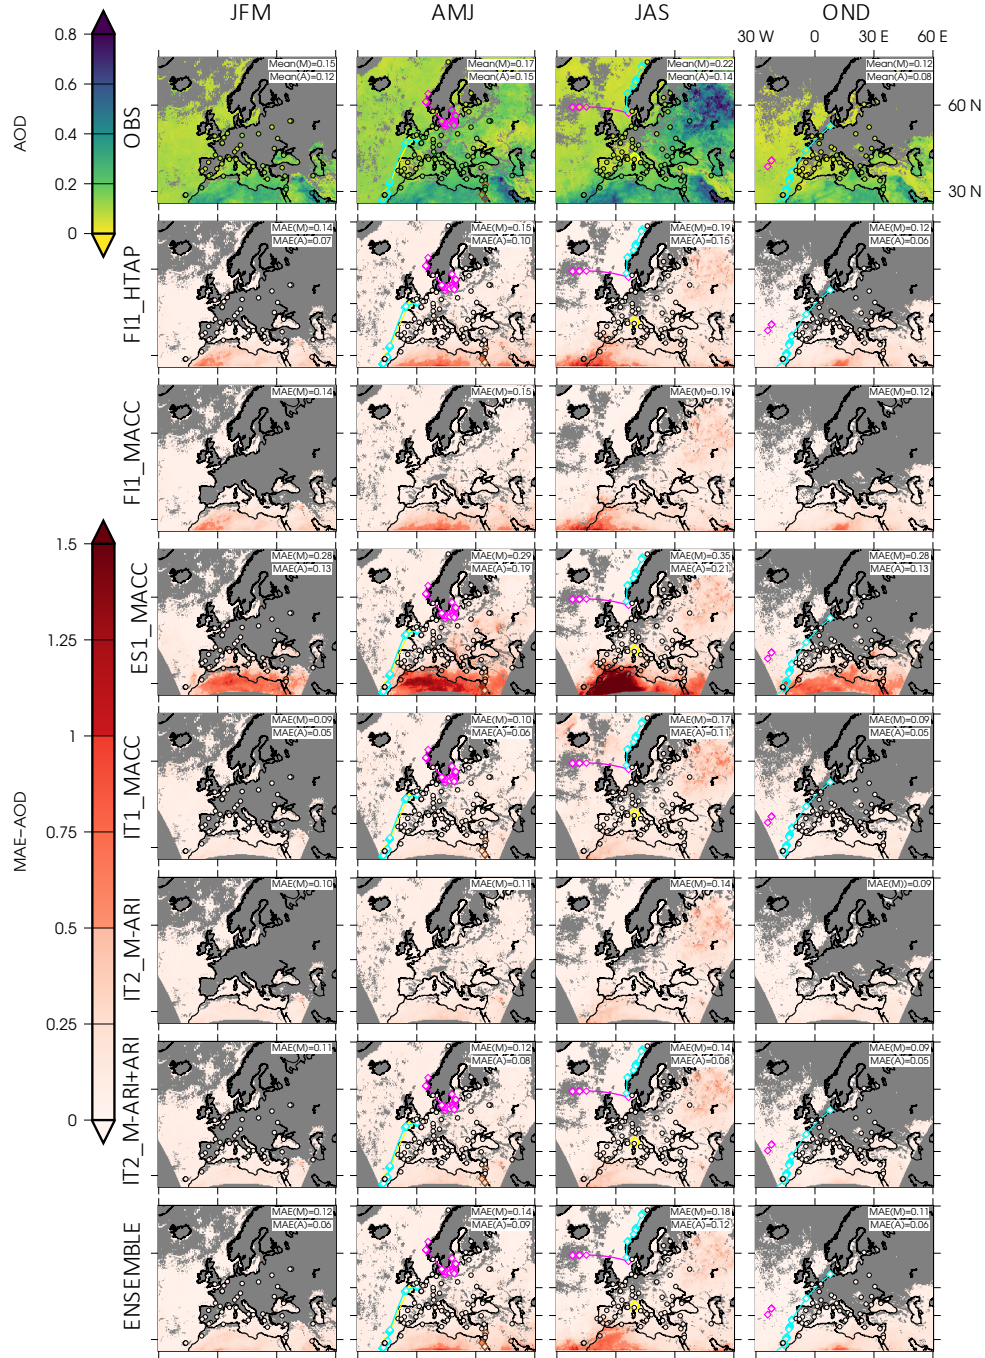 JFM AMJ JAS OND
30 W 0 30 E 60 E
0.8
0.6
0.4
0.2
0
AOD
OBS
Mean(M)=0.15
Mean(A)=0.12
Mean(M)=0.17
Mean(A)=0.15
Mean(M)=0.22
Mean(A)=0.14
Mean(M)=0.12
Mean(A)=0.08
60 N
30 N
FI1_HTAP
MAE(M)=0.14
MAE(A)=0.07
MAE(M)=0.15
MAE(A)=0.10
MAE(M)=0.19
MAE(A)=0.15
MAE(M)=0.12
MAE(A)=0.06
FI1_MACC
MAE(M)=0.14
MAE(M)=0.15
MAE(M)=0.19
MAE(M)=0.12
1.5
1.25
1
0.75
0.5
0.25
0
MAE-AOD
ES1_MACC
MAE(M)=0.28
MAE(A)=0.13
MAE(M)=0.29
MAE(A)=0.19
MAE(M)=0.35
MAE(A)=0.21
MAE(M)=0.28
MAE(A)=0.13
IT1_MACC
MAE(M)=0.09
MAE(A)=0.05
MAE(M)=0.10
MAE(A)=0.06
MAE(M)=0.17
MAE(A)=0.11
MAE(M)=0.09
MAE(A)=0.05
IT2_M-ARI
MAE(M)=0.10
MAE(M)=0.11
MAE(M)=0.14
MAE(M))=0.09
IT2_M-ARI+ARI
MAE(M)=0.11
MAE(M)=0.12
MAE(A)=0.08
MAE(M)=0.14
MAE(A)=0.08
MAE(M)=0.09
MAE(A)=0.05
ENSEMBLE
MAE(M)=0.12
MAE(A)=0.06
MAE(M)=0.14
MAE(A)=0.09
MAE(M)=0.18
MAE(A)=0.12
MAE(M)=0.11
MAE(A)=0.06